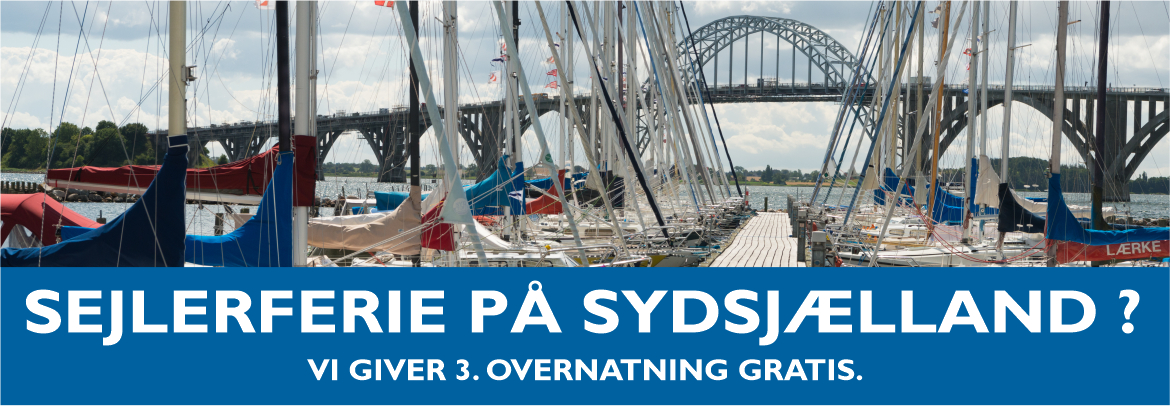 LÆRKE
SEJLERFERIE PÅ SYDSJÆLLAND ?
VI GIVER 3. OVERNATNING GRATIS.